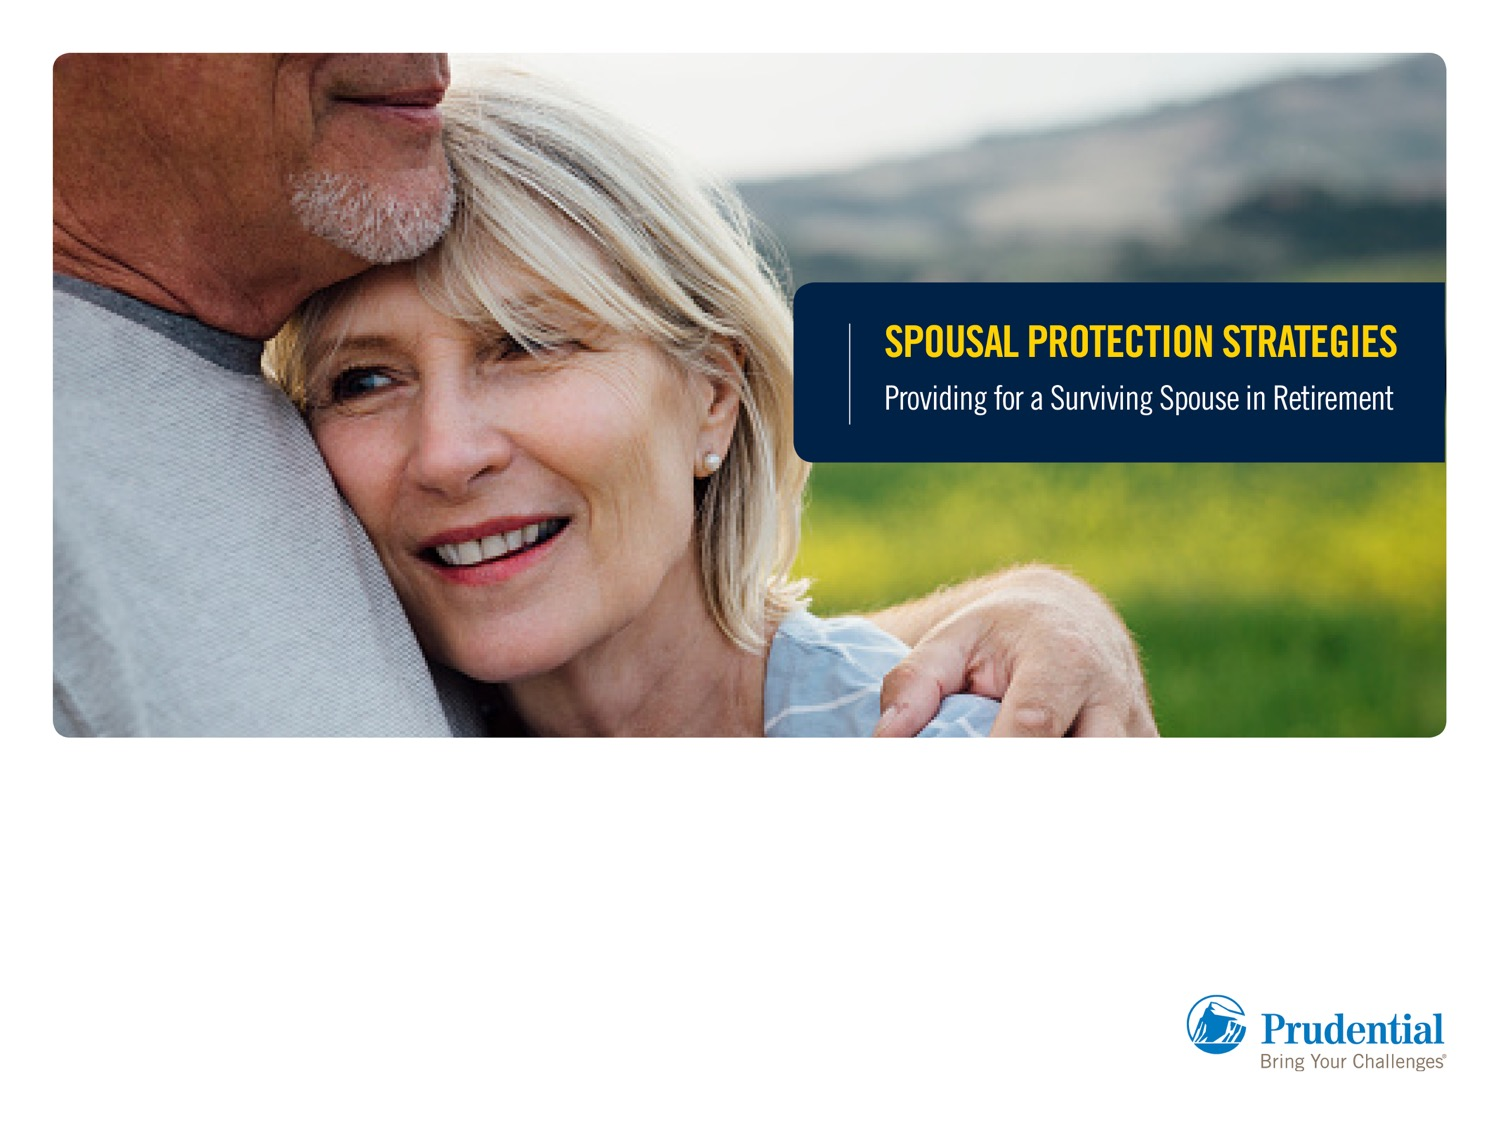 SPOUSAL PROTECTION STRATEGIES
Providing for a Surviving Spouse in Retirement
Prudential
Bring Your Challenges®